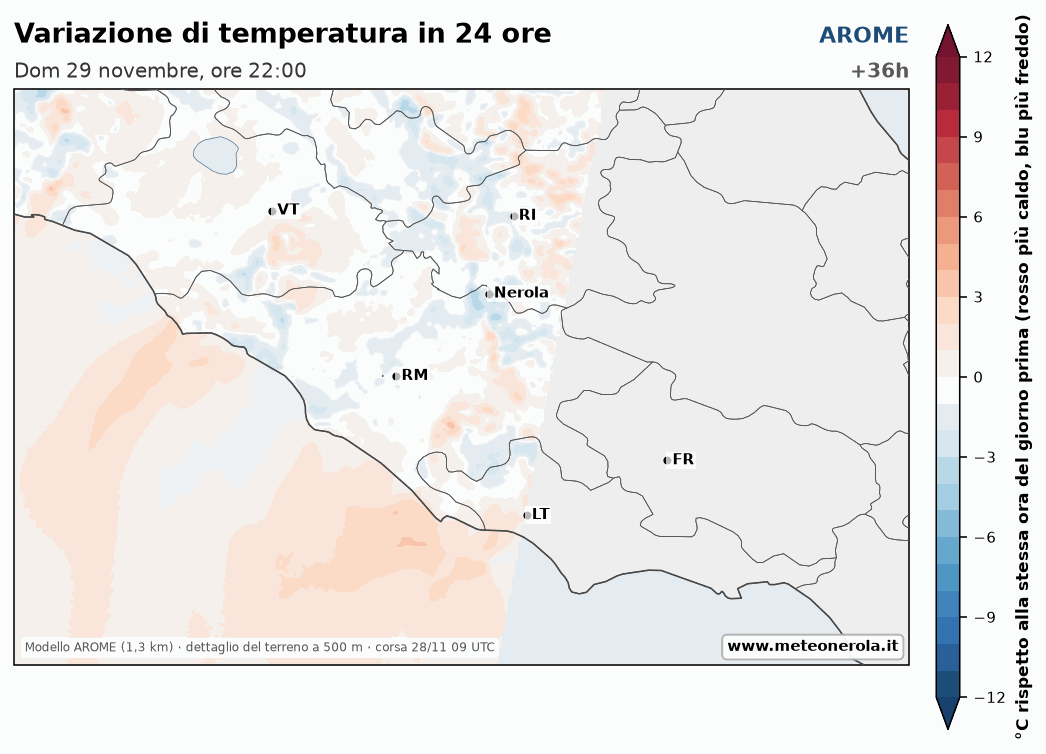 Variazione di temperatura in 24 ore
AROME
Dom 29 novembre, ore 22:00
+36h
VT
RI
Nerola
RM
FR
LT
Modello AROME (1,3 km) · dettaglio del terreno a 500 m · corsa 28/11 09 UTC
www.meteonerola.it
12
9
6
3
0
−3
−6
−9
−12
°C rispetto alla stessa ora del giorno prima (rosso più caldo, blu più freddo)